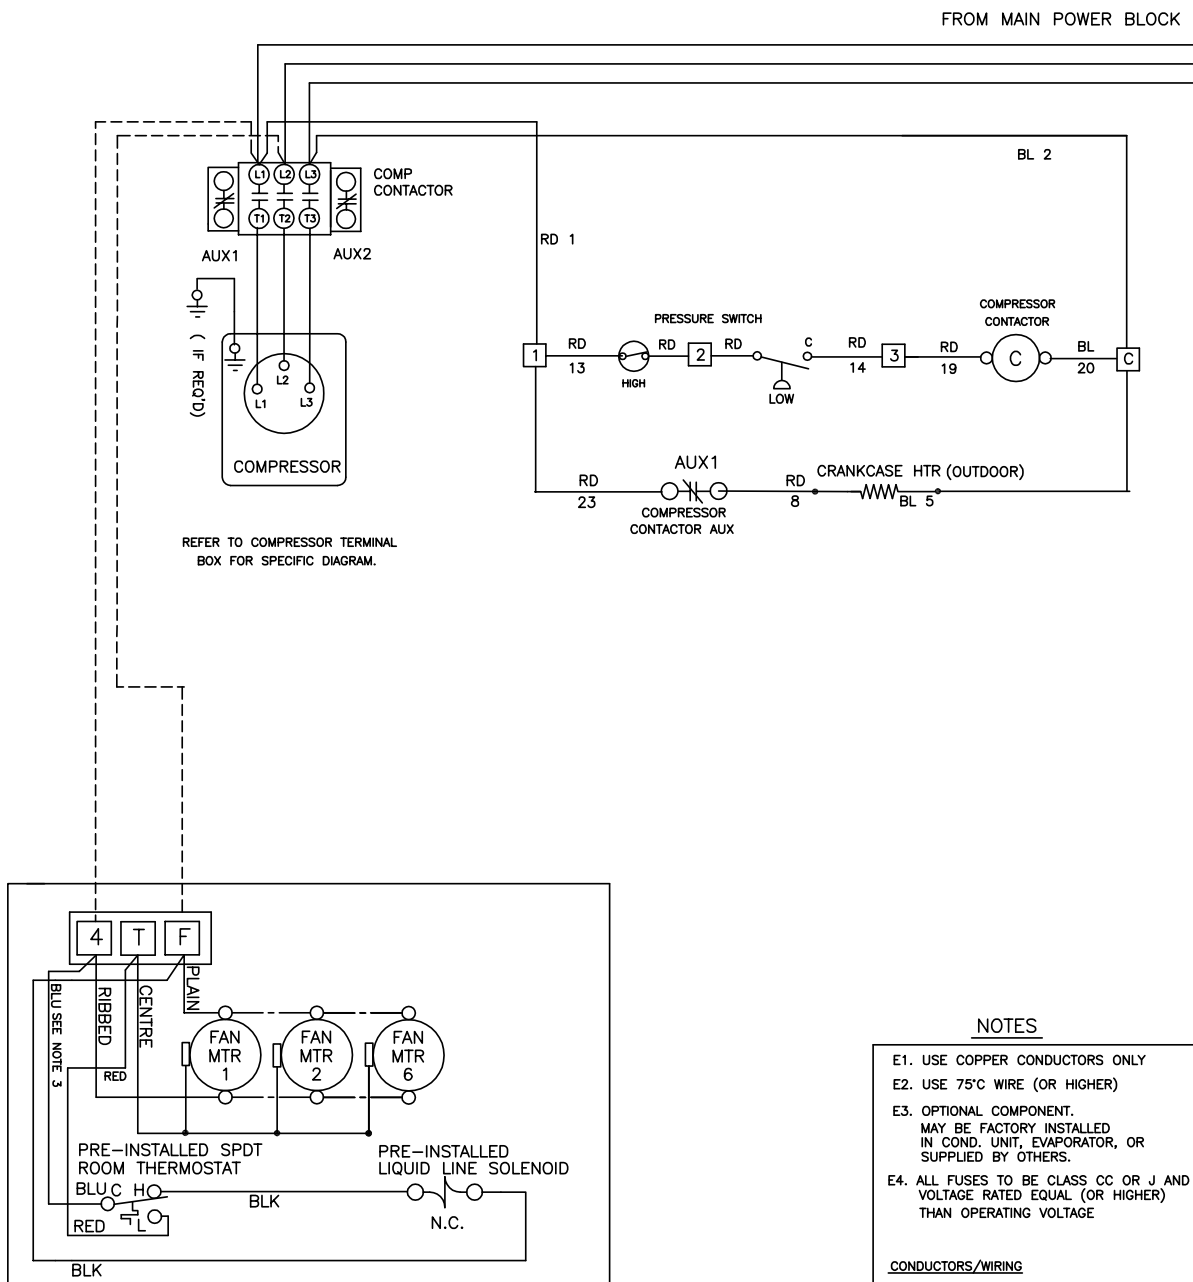 FROM MAIN POWER BLOCK
BL 2
L1 L2 L3
COMP
CONTACTOR
T1 T2 T3
AUX1
AUX2
RD 1
( IF REQ'D)
L2
L1
L3
COMPRESSOR
REFER TO COMPRESSOR TERMINAL
BOX FOR SPECIFIC DIAGRAM.
PRESSURE SWITCH
COMPRESSOR
CONTACTOR
1
RD
13
HIGH
RD
2
RD
LOW
C
RD
14
3
RD
19
C
BL
20
C
RD
23
AUX1
COMPRESSOR
CONTACTOR AUX
RD
8
CRANKCASE HTR (OUTDOOR)
BL 5
4 T F
BLU SEE NOTE 3
RIBBED
RED
CENTRE
PLAIN
FAN
MTR
1
FAN
MTR
2
FAN
MTR
6
PRE-INSTALLED SPDT
ROOM THERMOSTAT
PRE-INSTALLED
LIQUID LINE SOLENOID
BLU C H
BLK
N.C.
RED
L
BLK
NOTES
E1. USE COPPER CONDUCTORS ONLY
E2. USE 75°C WIRE (OR HIGHER)
E3. OPTIONAL COMPONENT.
MAY BE FACTORY INSTALLED
IN COND. UNIT, EVAPORATOR, OR
SUPPLIED BY OTHERS.
E4. ALL FUSES TO BE CLASS CC OR J AND
VOLTAGE RATED EQUAL (OR HIGHER)
THAN OPERATING VOLTAGE
CONDUCTORS/WIRING